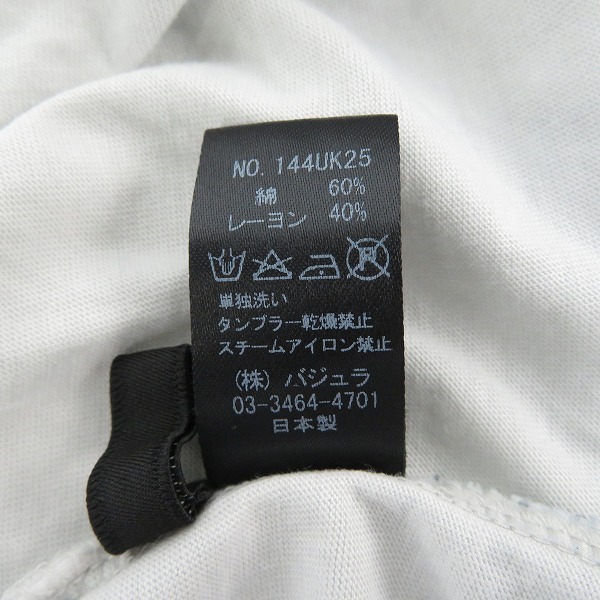 NO. 144UK25
綿 60%
レーヨン 40%
単独洗い
タンブラー乾燥禁止
スチームアイロン禁止
(株) バジュラ
03-3464-4701
日本製